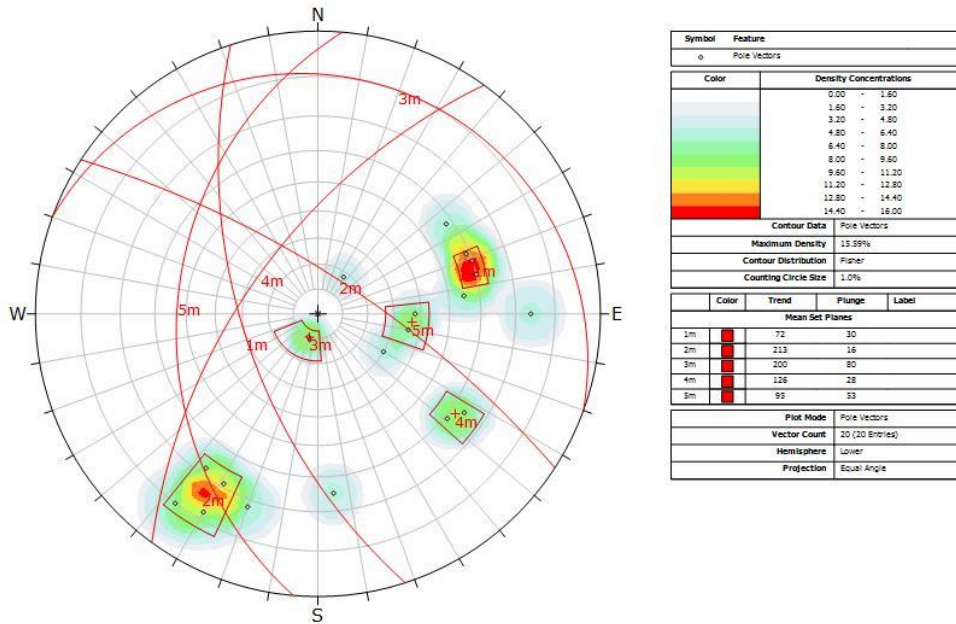 N
3m
1m
4m
2m
W
5m
E
5m
1m
3m
4m
2m
S
Symbol Feature
Pole Vectors
Color Density Concentrations
0.00 - 1.60
1.60 - 3.20
3.20 - 4.80
4.80 - 6.40
6.40 - 8.00
8.00 - 9.60
9.60 - 11.20
11.20 - 12.80
12.80 - 14.40
14.40 - 16.00
Contour Data Pole Vectors
Maximum Density 15.59%
Contour Distribution Fisher
Counting Circle Size 1.0%
Color Trend Plunge Label
Mean Set Planes
1m 72 30
2m 213 16
3m 200 80
4m 126 28
5m 95 53
Plot Mode Pole Vectors
Vector Count 20 (20 Entries)
Hemisphere Lower
Projection Equal Angle